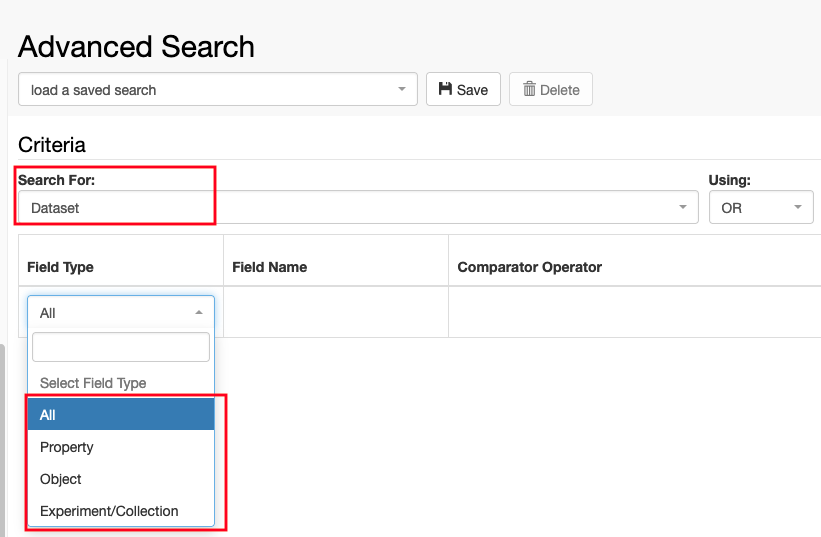 Advanced Search
load a saved search Save Delete
Criteria
Search For: Using:
Dataset OR
Field Type Field Name Comparator Operator
All
Select Field Type
All
Property
Object
Experiment/Collection